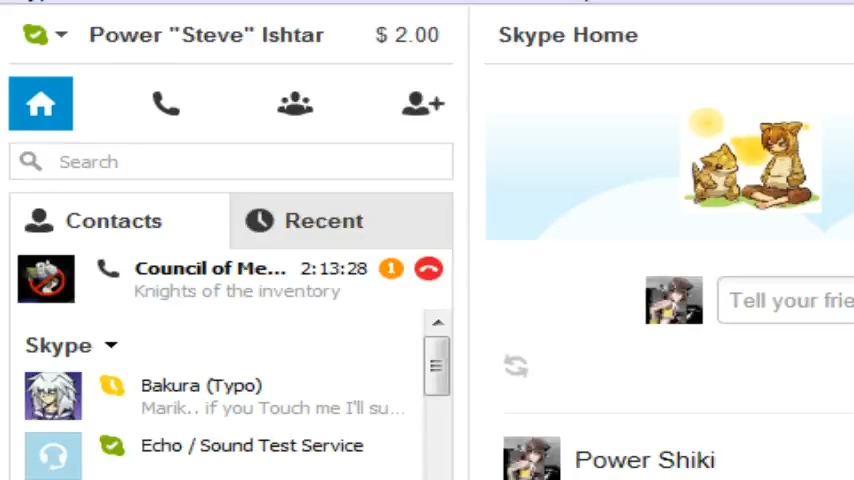 Power "Steve" Ishtar $ 2.00
Skype Home
Search
Contacts Recent
Council of Me... 2:13:28 1
Knights of the inventory
Tell your frie
Skype
Bakura (Typo)
Marik.. if you Touch me I'll su...
Echo / Sound Test Service
Power Shiki